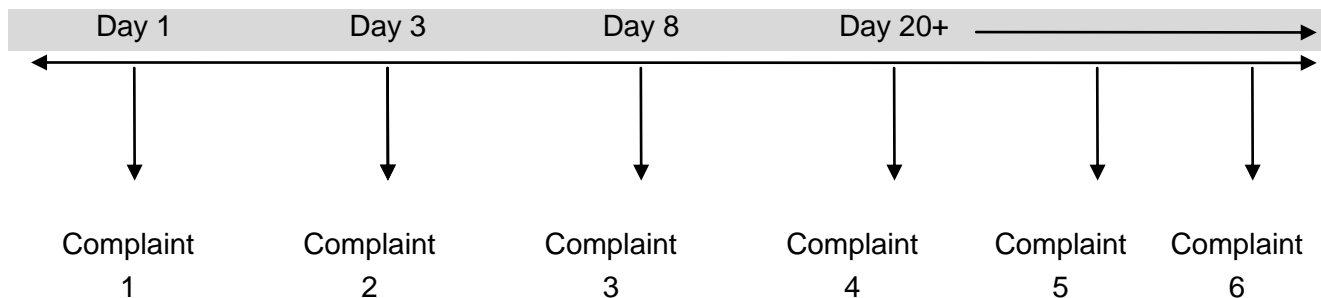 Day 1 Day 3 Day 8 Day 20+
Complaint Complaint Complaint Complaint Complaint Complaint
1 2 3 4 5 6